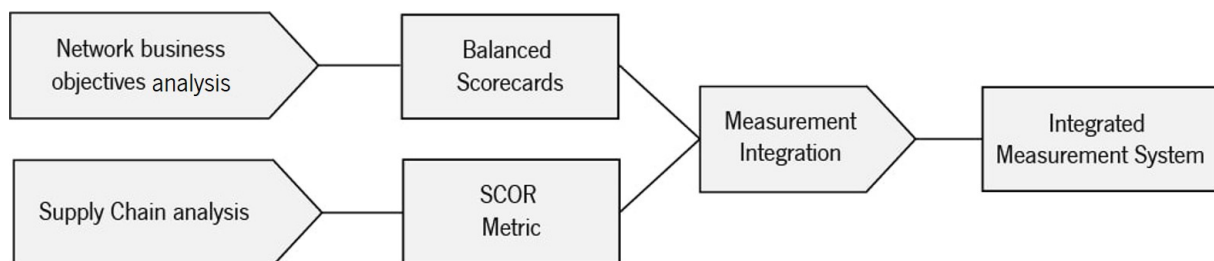 Network business
objectives analysis
Balanced
Scorecards
Supply Chain analysis
SCOR
Metric
Measurement
Integration
Integrated
Measurement System